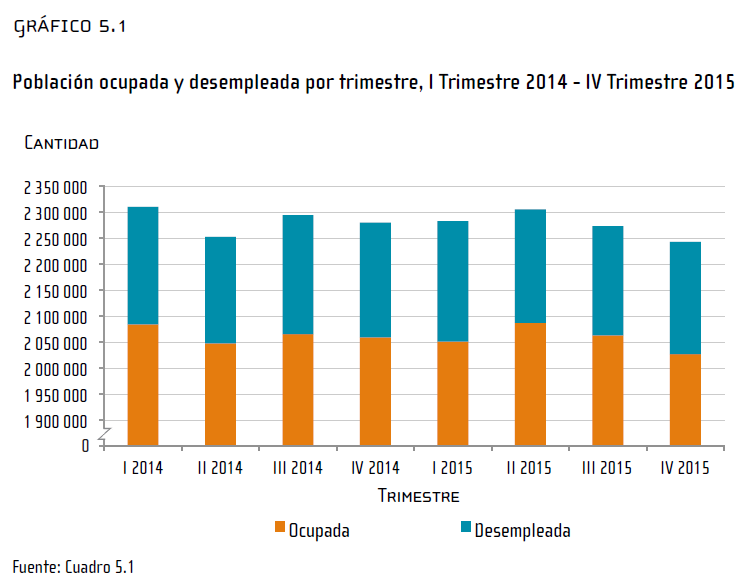 GRÁFICO 5.1
Población ocupada y desempleada por trimestre, I Trimestre 2014 - IV Trimestre 2015
CANTIDAD
2 350 000
2 300 000
2 250 000
2 200 000
2 150 000
2 100 000
2 050 000
2 000 000
1 950 000
1 900 000
0
I 2014 II 2014 III 2014 IV 2014 I 2015 II 2015 III 2015 IV 2015
TRIMESTRE
Ocupada Desempleada
Fuente: Cuadro 5.1